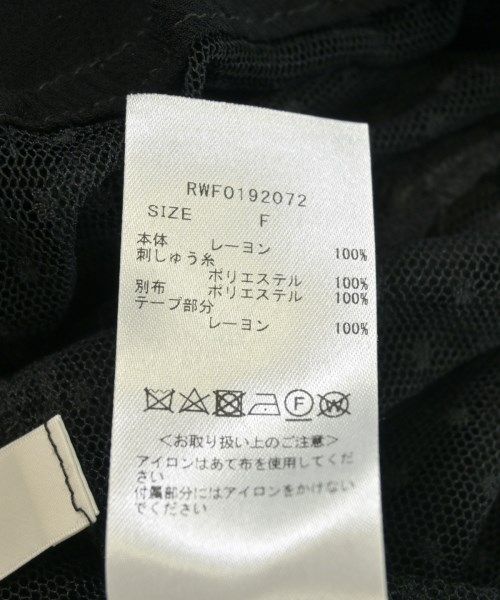 RWF0192072
SIZE F
本体 レーヨン 100%
刺しゅう糸
ポリエステル 100%
別布 ポリエステル 100%
テープ部分
レーヨン 100%
F W
<お取り扱い上のご注意>
アイロンはあて布を使用してくだ
さい
付属部分にはアイロンをかけない
でください